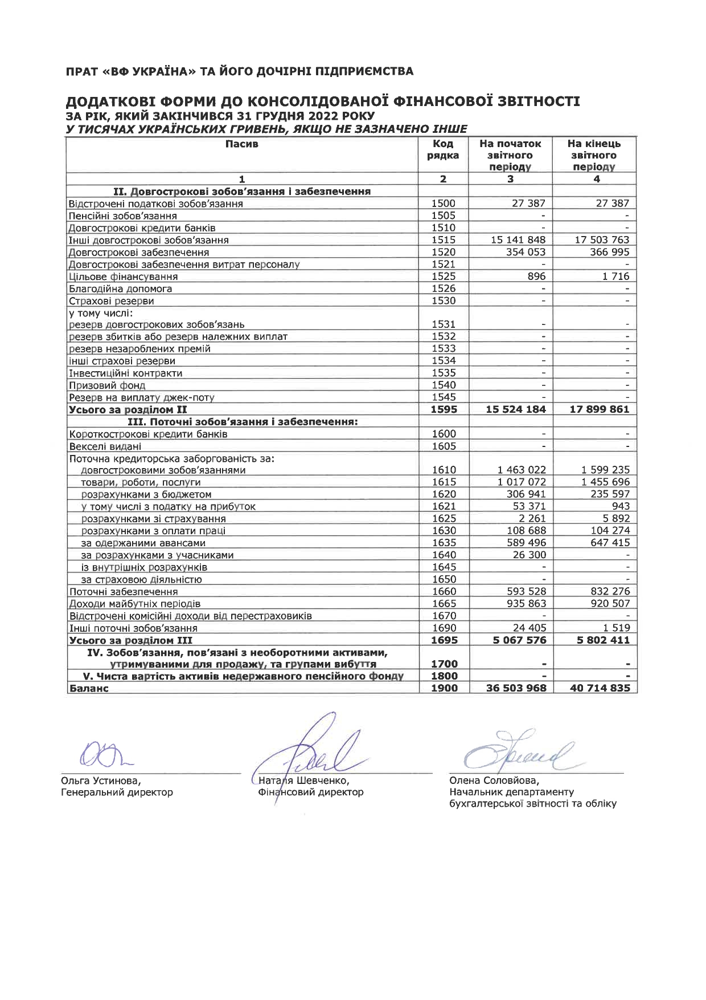 ПРАТ «ВФ УКРАЇНА» ТА ЙОГО ДОЧІРНІ ПІДПРИЄМСТВА
ДОДАТКОВІ ФОРМИ ДО КОНСОЛІДОВАНОЇ ФІНАНСОВОЇ ЗВІТНОСТІ
ЗА РІК, ЯКИЙ ЗАКІНЧИВСЯ 31 ГРУДНЯ 2022 РОКУ
У ТИСЯЧАХ УКРАЇНСЬКИХ ГРИВЕНЬ, ЯКЩО НЕ ЗАЗНАЧЕНО ІНШЕ
Пасив Код рядка На початок звітного періоду На кінець звітного періоду
1 2 3 4
II. Довгострокові зобов’язання і забезпечення
Відстрочені податкові зобов’язання 1500 27 387 27 387
Пенсійні зобов’язання 1505 - -
Довгострокові кредити банків 1510 - -
Інші довгострокові зобов’язання 1515 15 141 848 17 503 763
Довгострокові забезпечення 1520 354 053 366 995
Довгострокові забезпечення витрат персоналу 1521 - -
Цільове фінансування 1525 896 1 716
Благодійна допомога 1526 - -
Страхові резерви 1530 - -
у тому числі:
резерв довгострокових зобов’язань 1531 - -
резерв збитків або резерв належних виплат 1532 - -
резерв незароблених премій 1533 - -
інші страхові резерви 1534 - -
Інвестиційні контракти 1535 - -
Призовий фонд 1540 - -
Резерв на виплату джек-поту 1545 - -
Усього за розділом II 1595 15 524 184 17 899 861
III. Поточні зобов’язання і забезпечення:
Короткострокові кредити банків 1600 - -
Векселі видані 1605 - -
Поточна кредиторська заборгованість за:
довгостроковими зобов’язаннями 1610 1 463 022 1 599 235
товари, роботи, послуги 1615 1 017 072 1 455 696
розрахунками з бюджетом 1620 306 941 235 597
у тому числі з податку на прибуток 1621 53 371 943
розрахунками зі страхування 1625 2 261 5 892
розрахунками з оплати праці 1630 108 688 104 274
за одержаними авансами 1635 589 496 647 415
за розрахунками з учасниками 1640 26 300 -
із внутрішніх розрахунків 1645 - -
за страховою діяльністю 1650 - -
Поточні забезпечення 1660 593 528 832 276
Доходи майбутніх періодів 1665 935 863 920 507
Відстрочені комісійні доходи від перестраховиків 1670 - -
Інші поточні зобов’язання 1690 24 405 1 519
Усього за розділом III 1695 5 067 576 5 802 411
IV. Зобов’язання, пов’язані з необоротними активами,
утримуваними для продажу, та групами вибуття 1700 - -
V. Чиста вартість активів недержавного пенсійного фонду 1800 - -
Баланс 1900 36 503 968 40 714 835
Ольга Устинова,
Генеральний директор
Наталя Шевченко,
Фінансовий директор
Олена Соловйова,
Начальник департаменту
бухгалтерської звітності та обліку